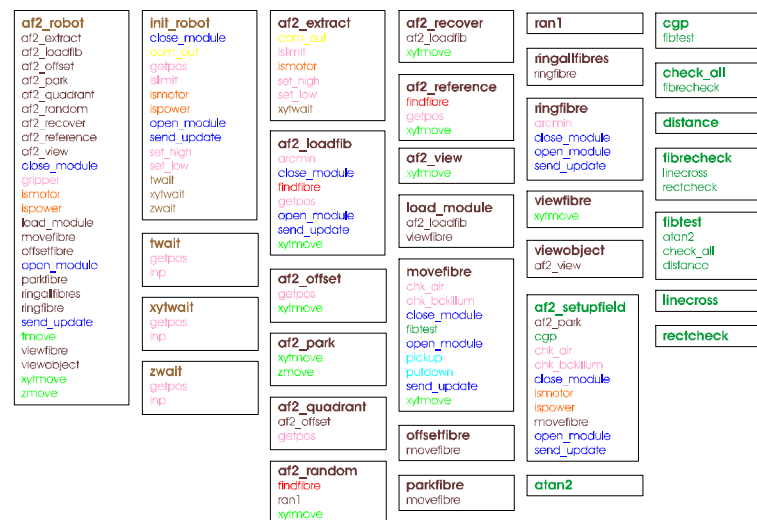 af2_robot
af2_extract
af2_loadfib
af2_offset
af2_park
af2_quadrant
af2_random
af2_recover
af2_reference
af2_view
close_module
gripper
ismotor
ispower
load_module
movefibre
offsetfibre
open_module
parkfibre
ringallfibres
ringfibre
send_update
tmove
viewfibre
viewobject
xytmove
zmove
init_robot
close_module
com_out
getpos
islimit
ismotor
ispower
open_module
send_update
set_high
set_low
twait
xytwait
zwait
twait
getpos
inp
xytwait
getpos
inp
zwait
getpos
inp
af2_extract
com_out
islimit
ismotor
set_high
set_low
xytwait
af2_loadfib
arcmin
close_module
findfibre
getpos
open_module
send_update
xytmove
af2_offset
getpos
xytmove
af2_park
xytmove
zmove
af2_quadrant
af2_offset
getpos
af2_random
findfibre
ran1
xytmove
af2_recover
af2_loadfib
xytmove
af2_reference
findfibre
getpos
xytmove
af2_view
xytmove
load_module
af2_loadfib
viewfibre
movefibre
chk_air
chk_bckillum
close_module
fibtest
open_module
pickup
putdown
send_update
xytmove
offsetfibre
movefibre
parkfibre
movefibre
ran1
ringallfibres
ringfibre
ringfibre
arcmin
close_module
open_module
send_update
viewfibre
xytmove
viewobject
af2_view
af2_setupfield
af2_park
cgp
chk_air
chk_bckillum
close_module
ismotor
ispower
movefibre
open_module
send_update
atan2
cgp
fibtest
check_all
fibrecheck
distance
fibrecheck
linecross
rectcheck
fibtest
atan2
check_all
distance
linecross
rectcheck